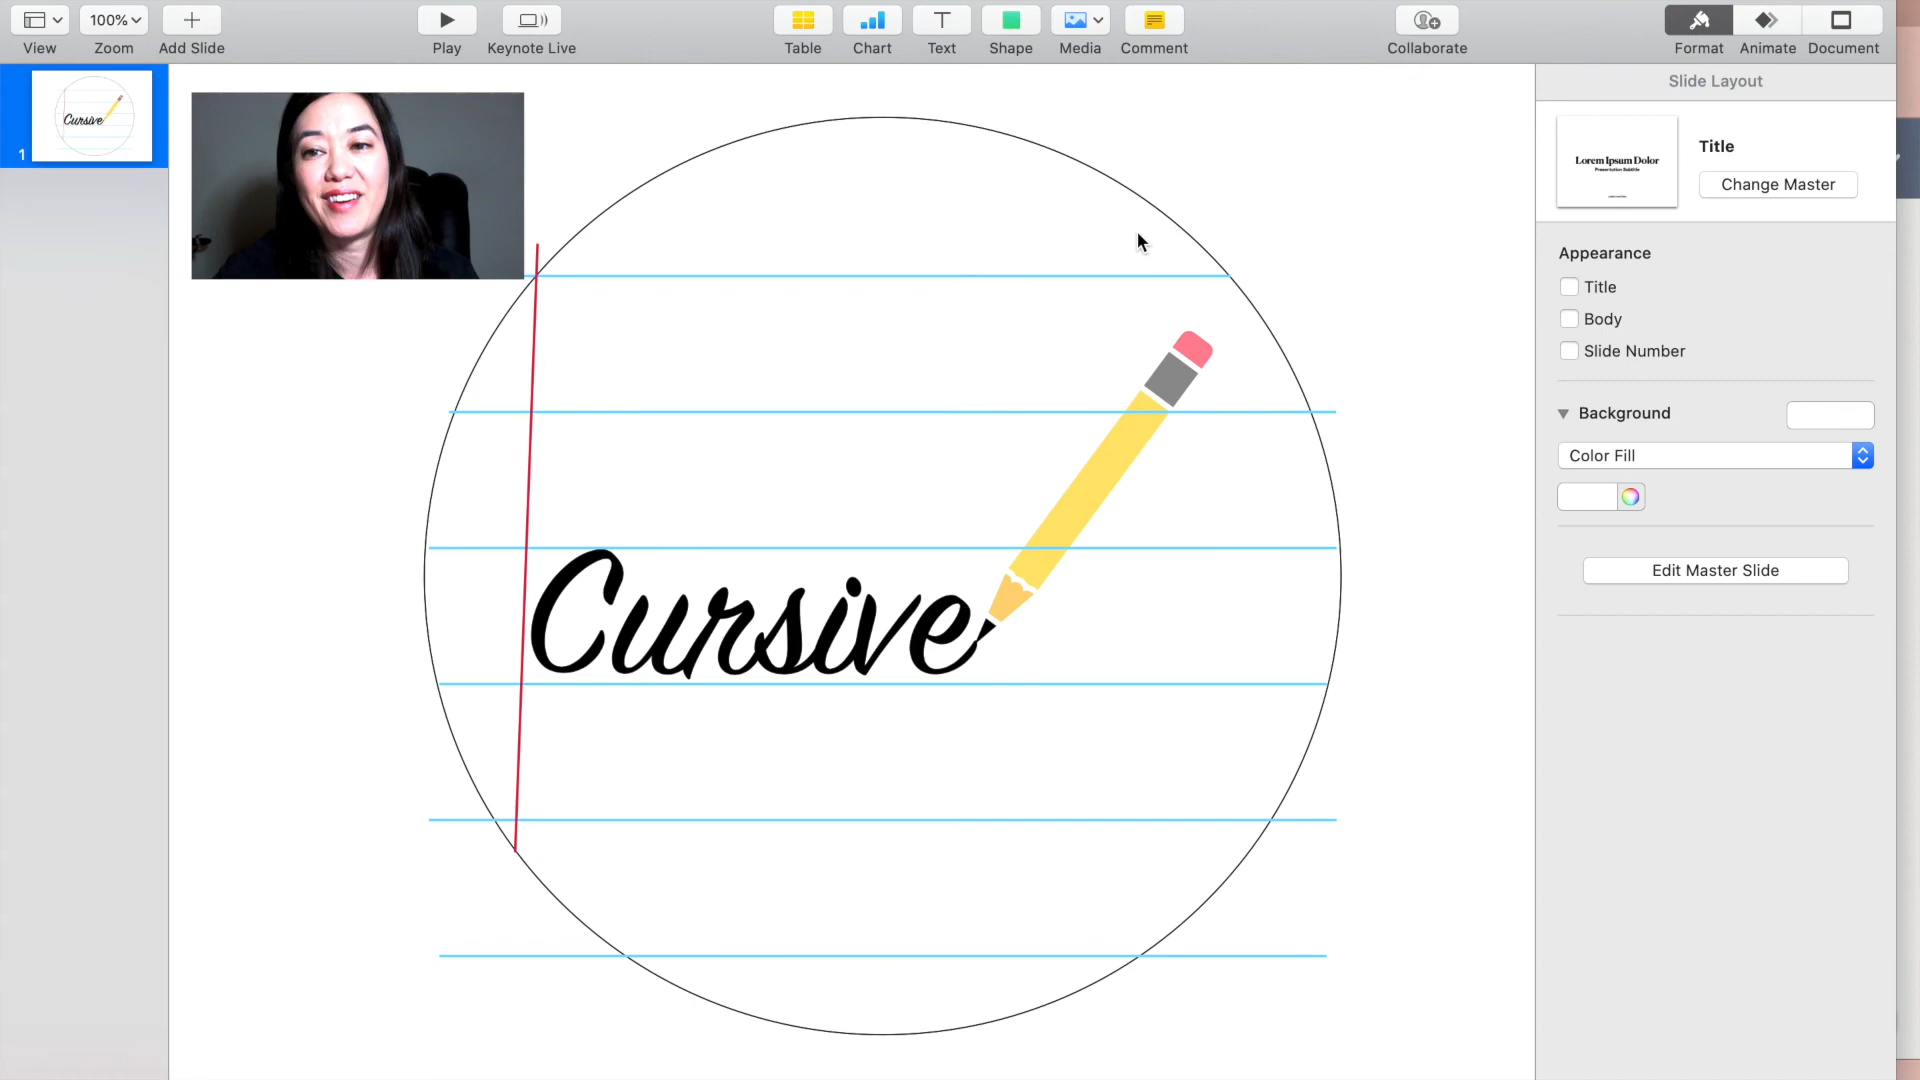 View
100%
Zoom
Add Slide
Play
Keynote Live
Table
Chart
T
Text
Shape
Media
Comment
Collaborate
Format
Animate
Document
1
Cursive
Cursive
Slide Layout
Lorem Ipsum Dolor
Presentation Subtitle
Title
Change Master
Appearance
Title
Body
Slide Number
Background
Color Fill
Edit Master Slide